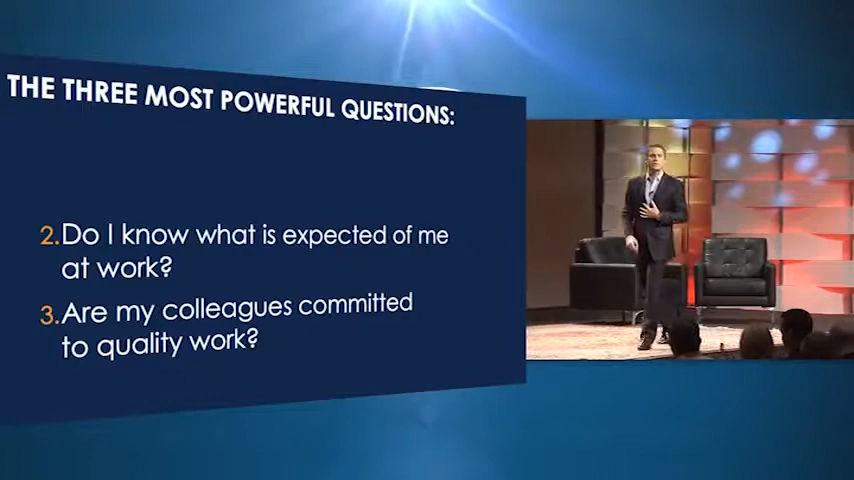 THE THREE MOST POWERFUL QUESTIONS:
2. Do I know what is expected of me
at work?
3. Are my colleagues committed
to quality work?